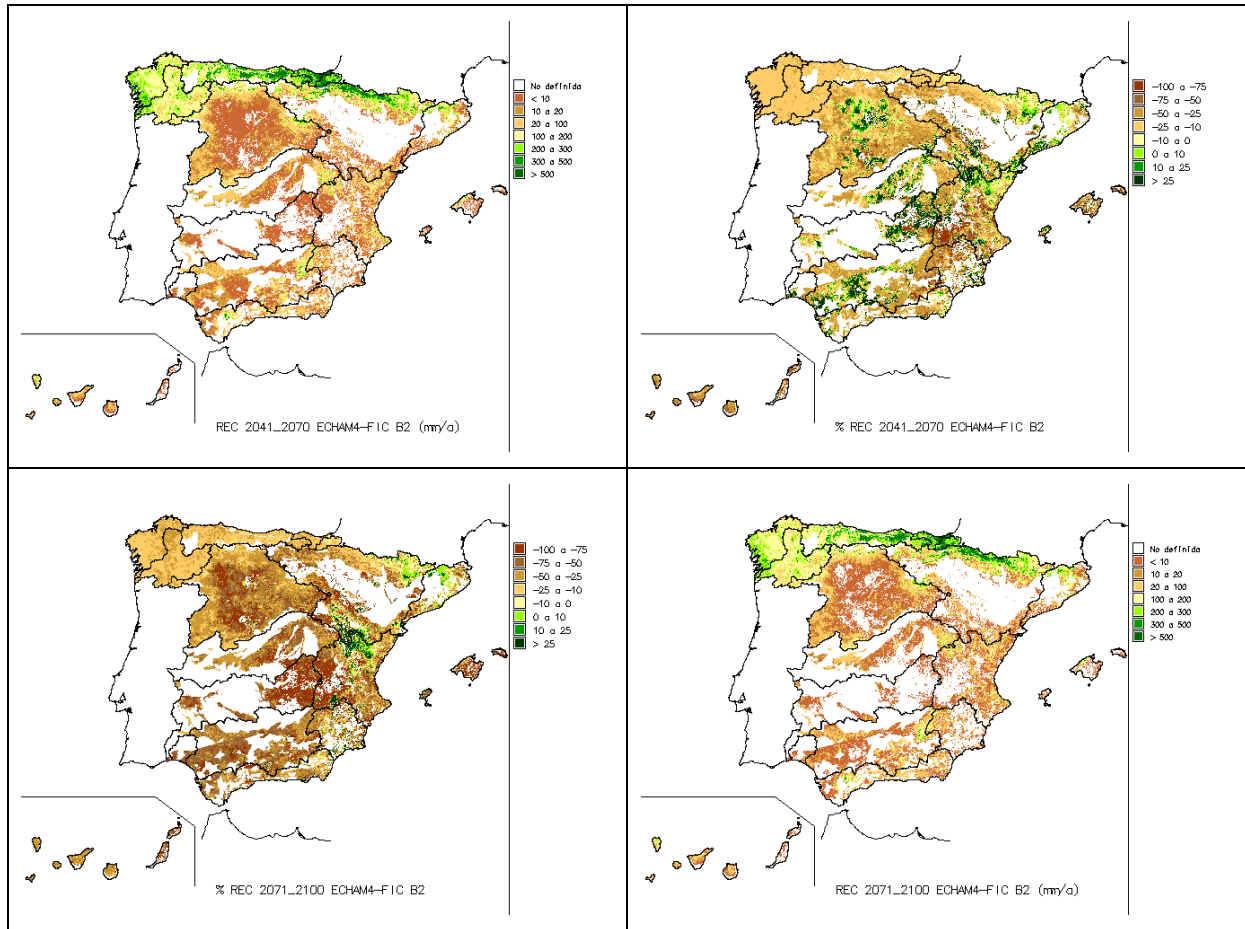 No definida
< 10
10 a 20
20 a 100
100 a 200
200 a 300
300 a 500
> 500
REC 2041_2070 ECHAM4-FIC B2 (mm/a)
-100 a -75
-75 a -50
-50 a -25
-25 a -10
-10 a 0
0 a 10
10 a 25
> 25
% REC 2041_2070 ECHAM4-FIC B2
-100 a -75
-75 a -50
-50 a -25
-25 a -10
-10 a 0
0 a 10
10 a 25
> 25
% REC 2071_2100 ECHAM4-FIC B2
No definida
< 10
10 a 20
20 a 100
100 a 200
200 a 300
300 a 500
> 500
REC 2071_2100 ECHAM4-FIC B2 (mm/a)